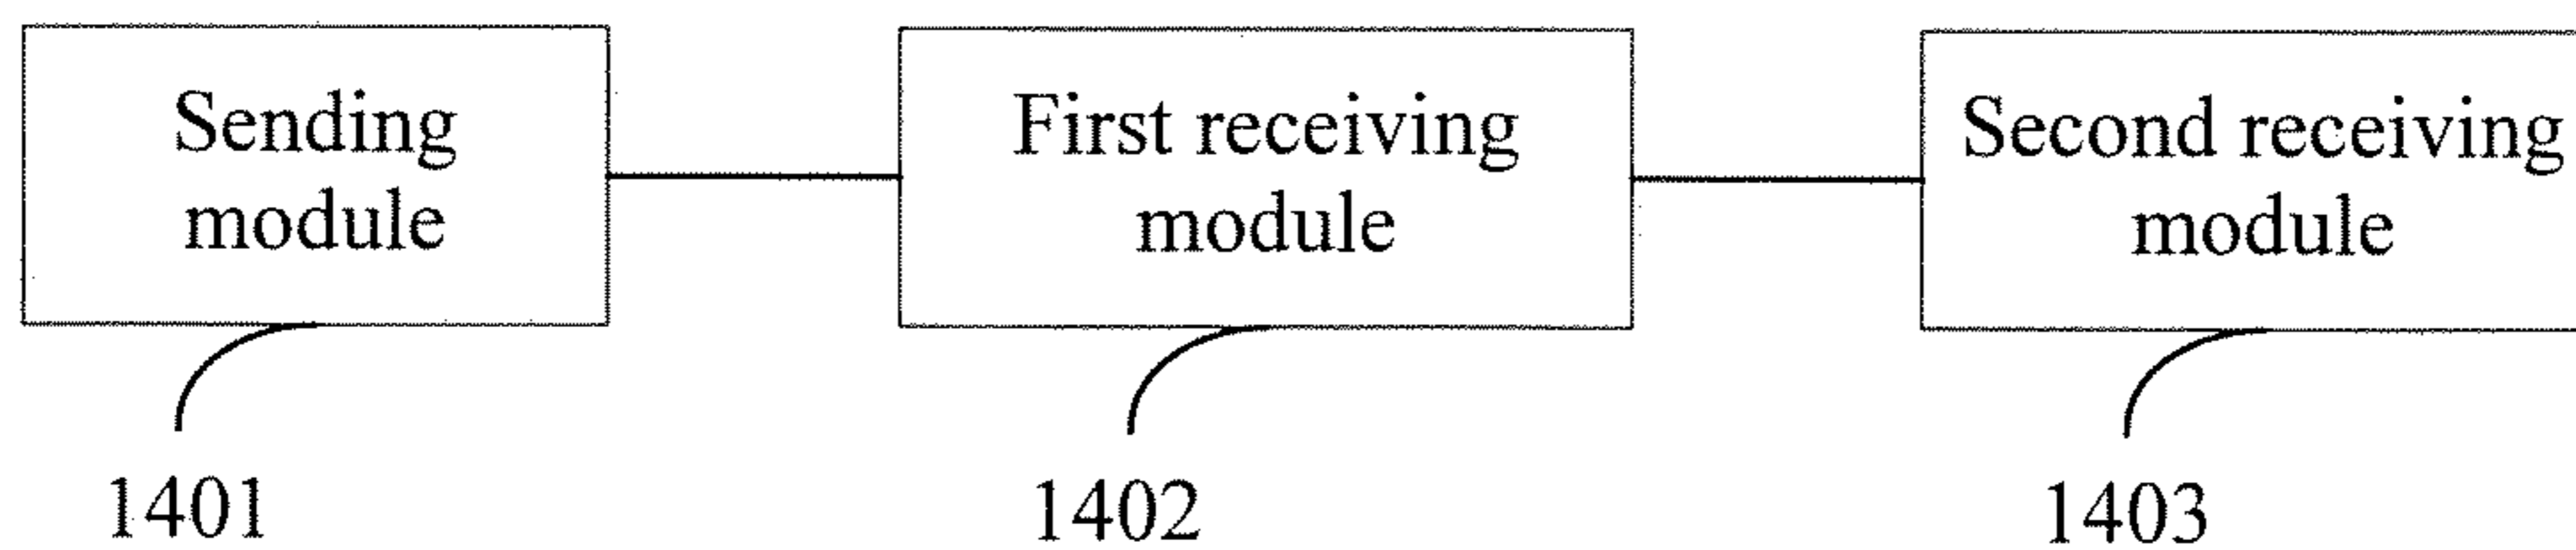 Sending
module
First receiving
module
Second receiving
module
1401
1402
1403